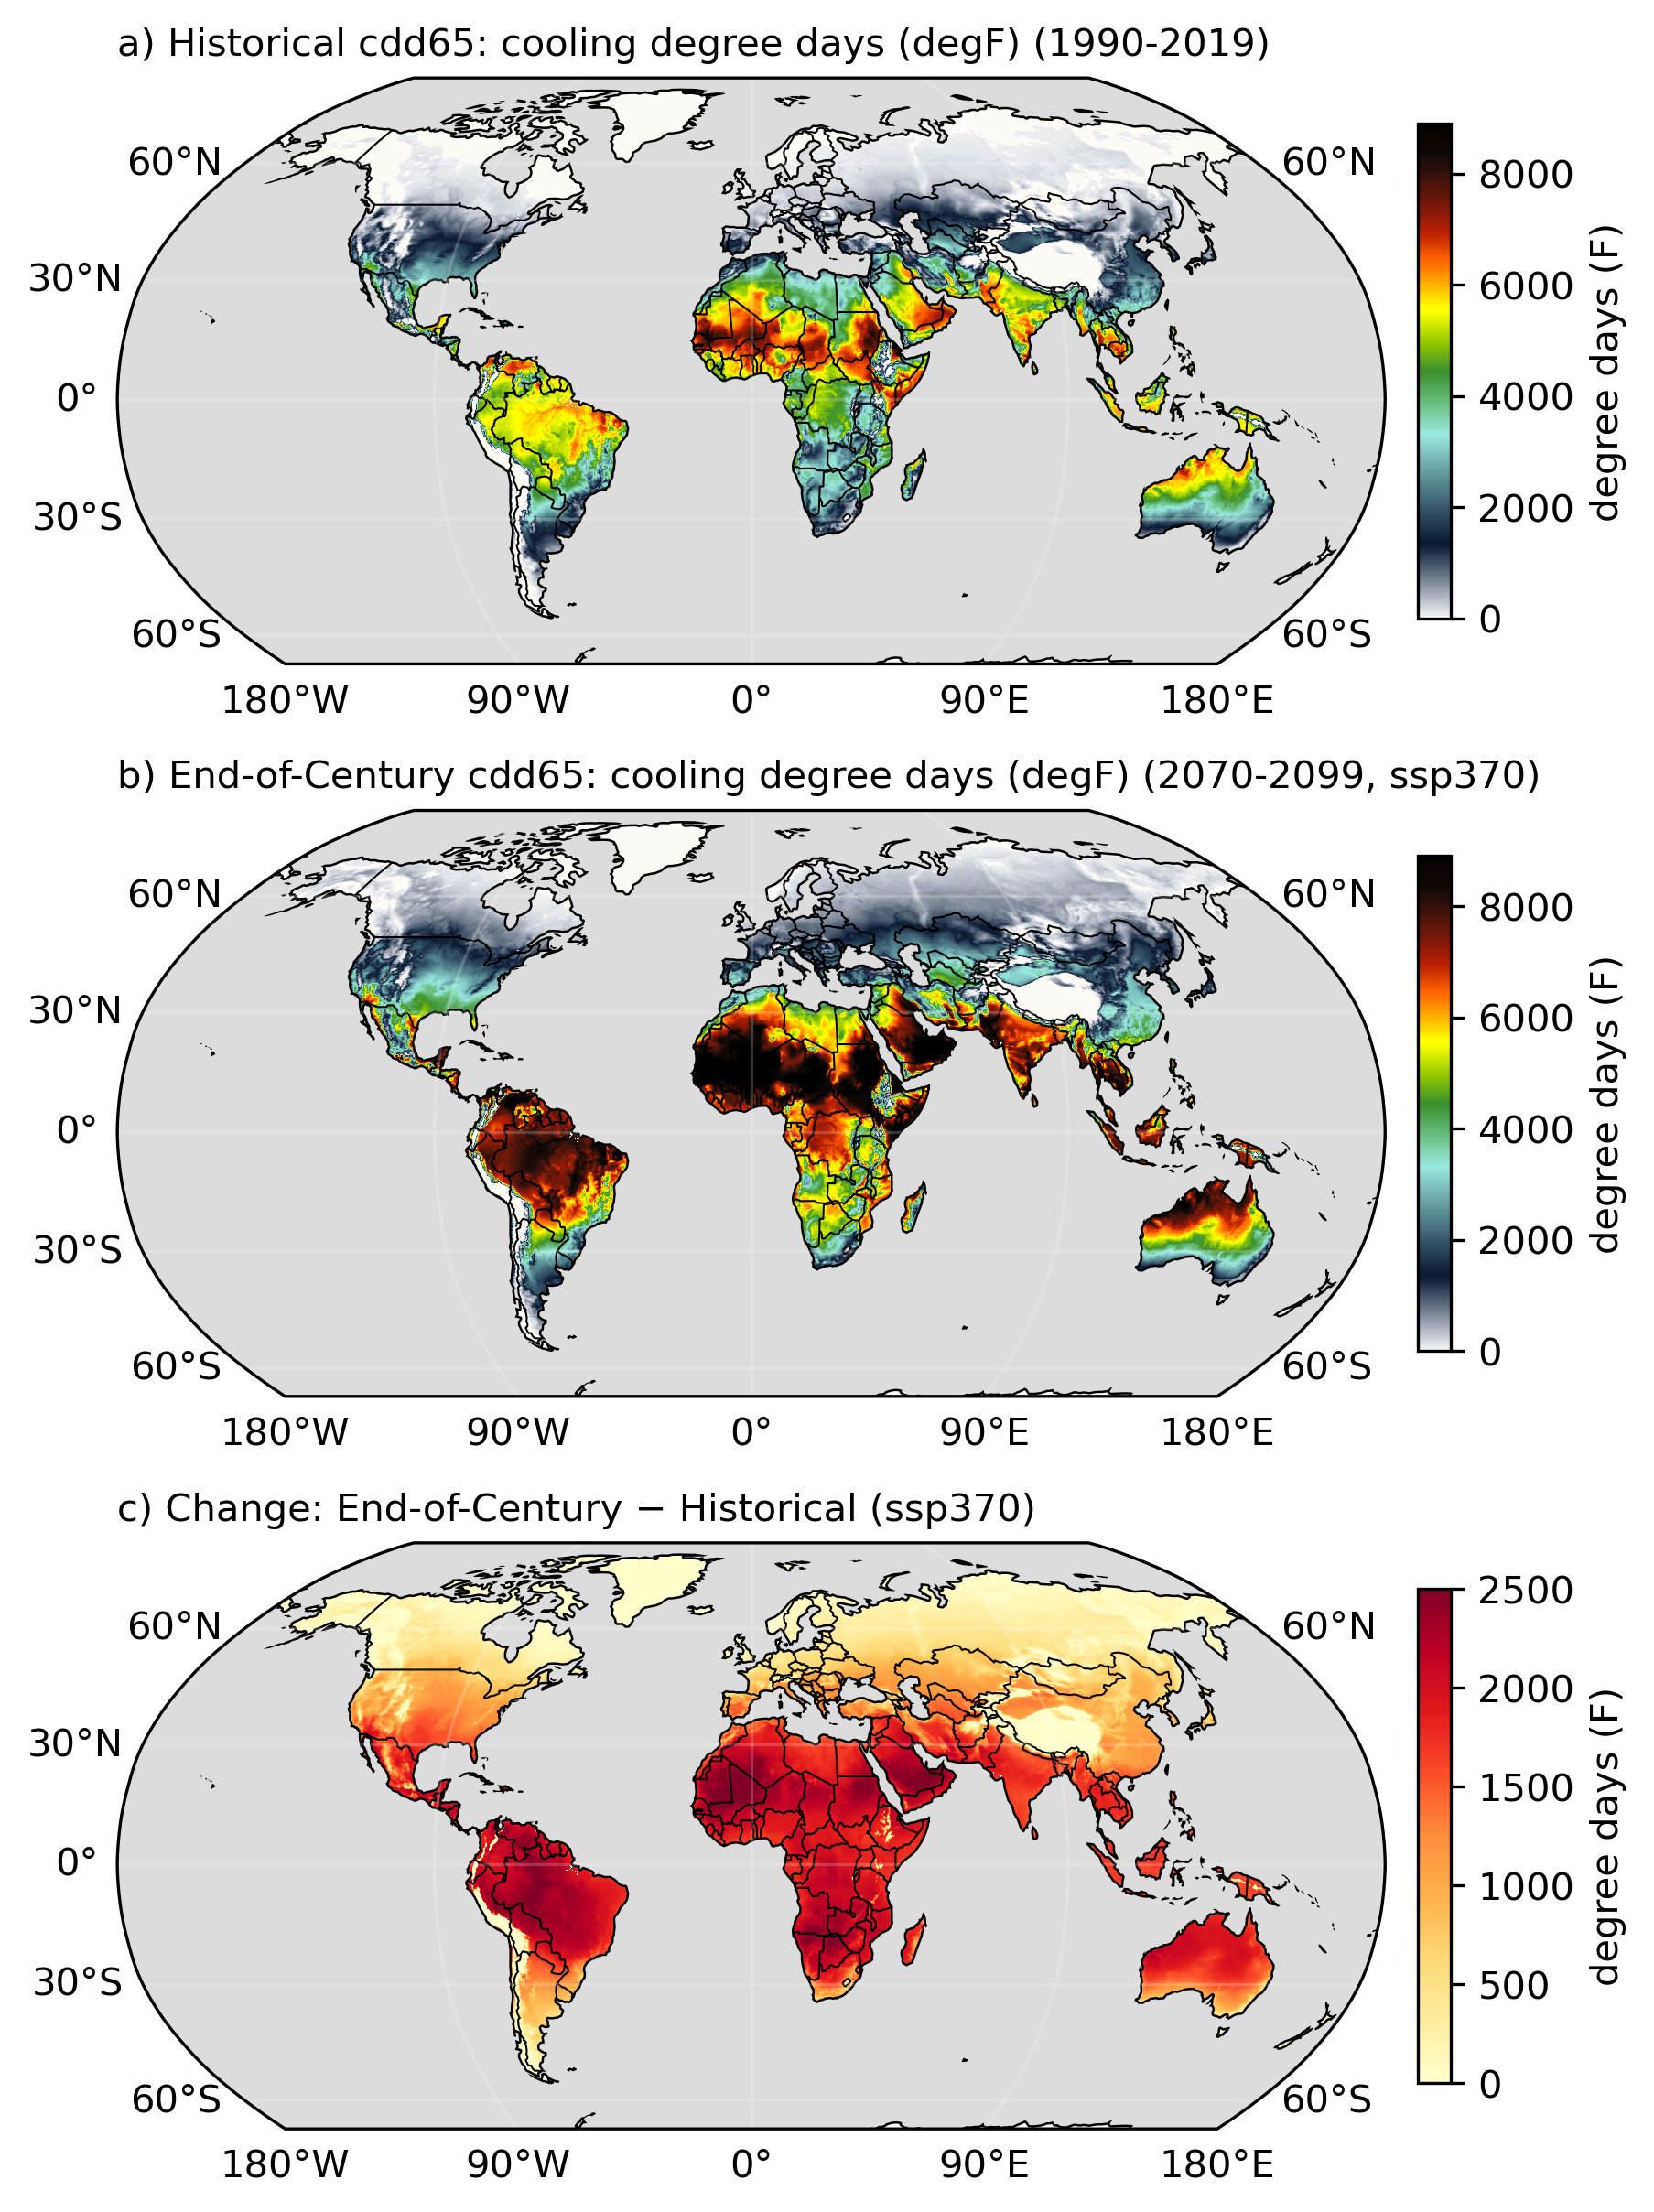 a) Historical cdd65: cooling degree days (degF) (1990-2019)
60°N
60°N
30°N
0°
30°S
60°S
60°S
180°W
90°W
0°
90°E
180°E
8000
6000
4000
2000
0
degree days (F)
b) End-of-Century cdd65: cooling degree days (degF) (2070-2099, ssp370)
60°N
60°N
30°N
0°
30°S
60°S
60°S
180°W
90°W
0°
90°E
180°E
8000
6000
4000
2000
0
degree days (F)
c) Change: End-of-Century − Historical (ssp370)
60°N
60°N
30°N
0°
30°S
60°S
60°S
180°W
90°W
0°
90°E
180°E
2500
2000
1500
1000
500
0
degree days (F)